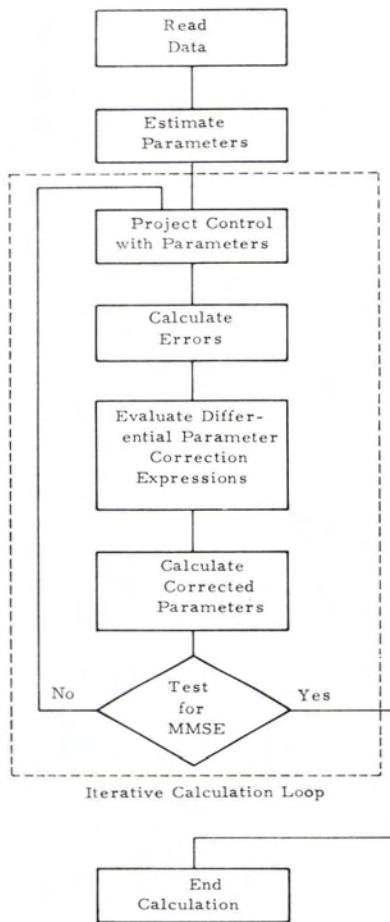 Read
Data
Estimate
Parameters
Project Control
with Parameters
Calculate
Errors
Evaluate Differ-
ential Parameter
Correction
Expressions
Calculate
Corrected
Parameters
No
Test
for
MMSE
Yes
Iterative Calculation Loop
End
Calculation